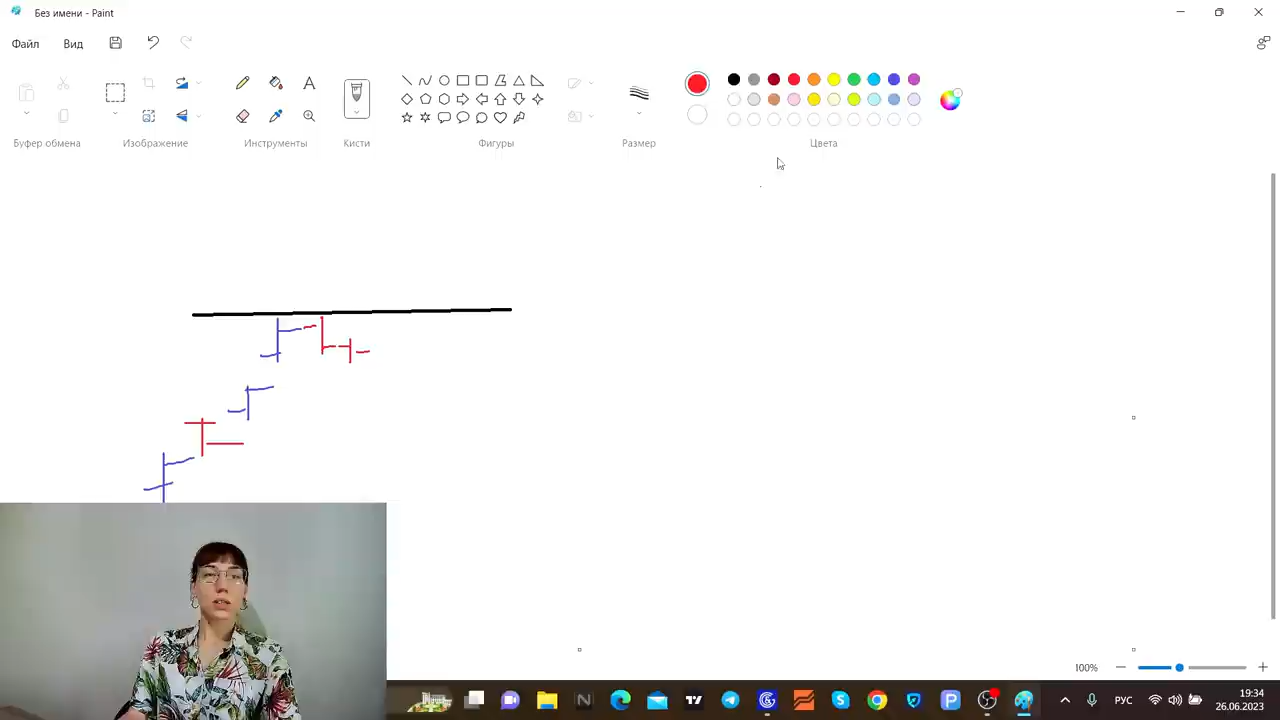 Без имени - Paint
Файл Вид
Буфер обмена Изображение Инструменты Кисти Фигуры Размер Цвета
100%
РУС
19:34
26.06.2023